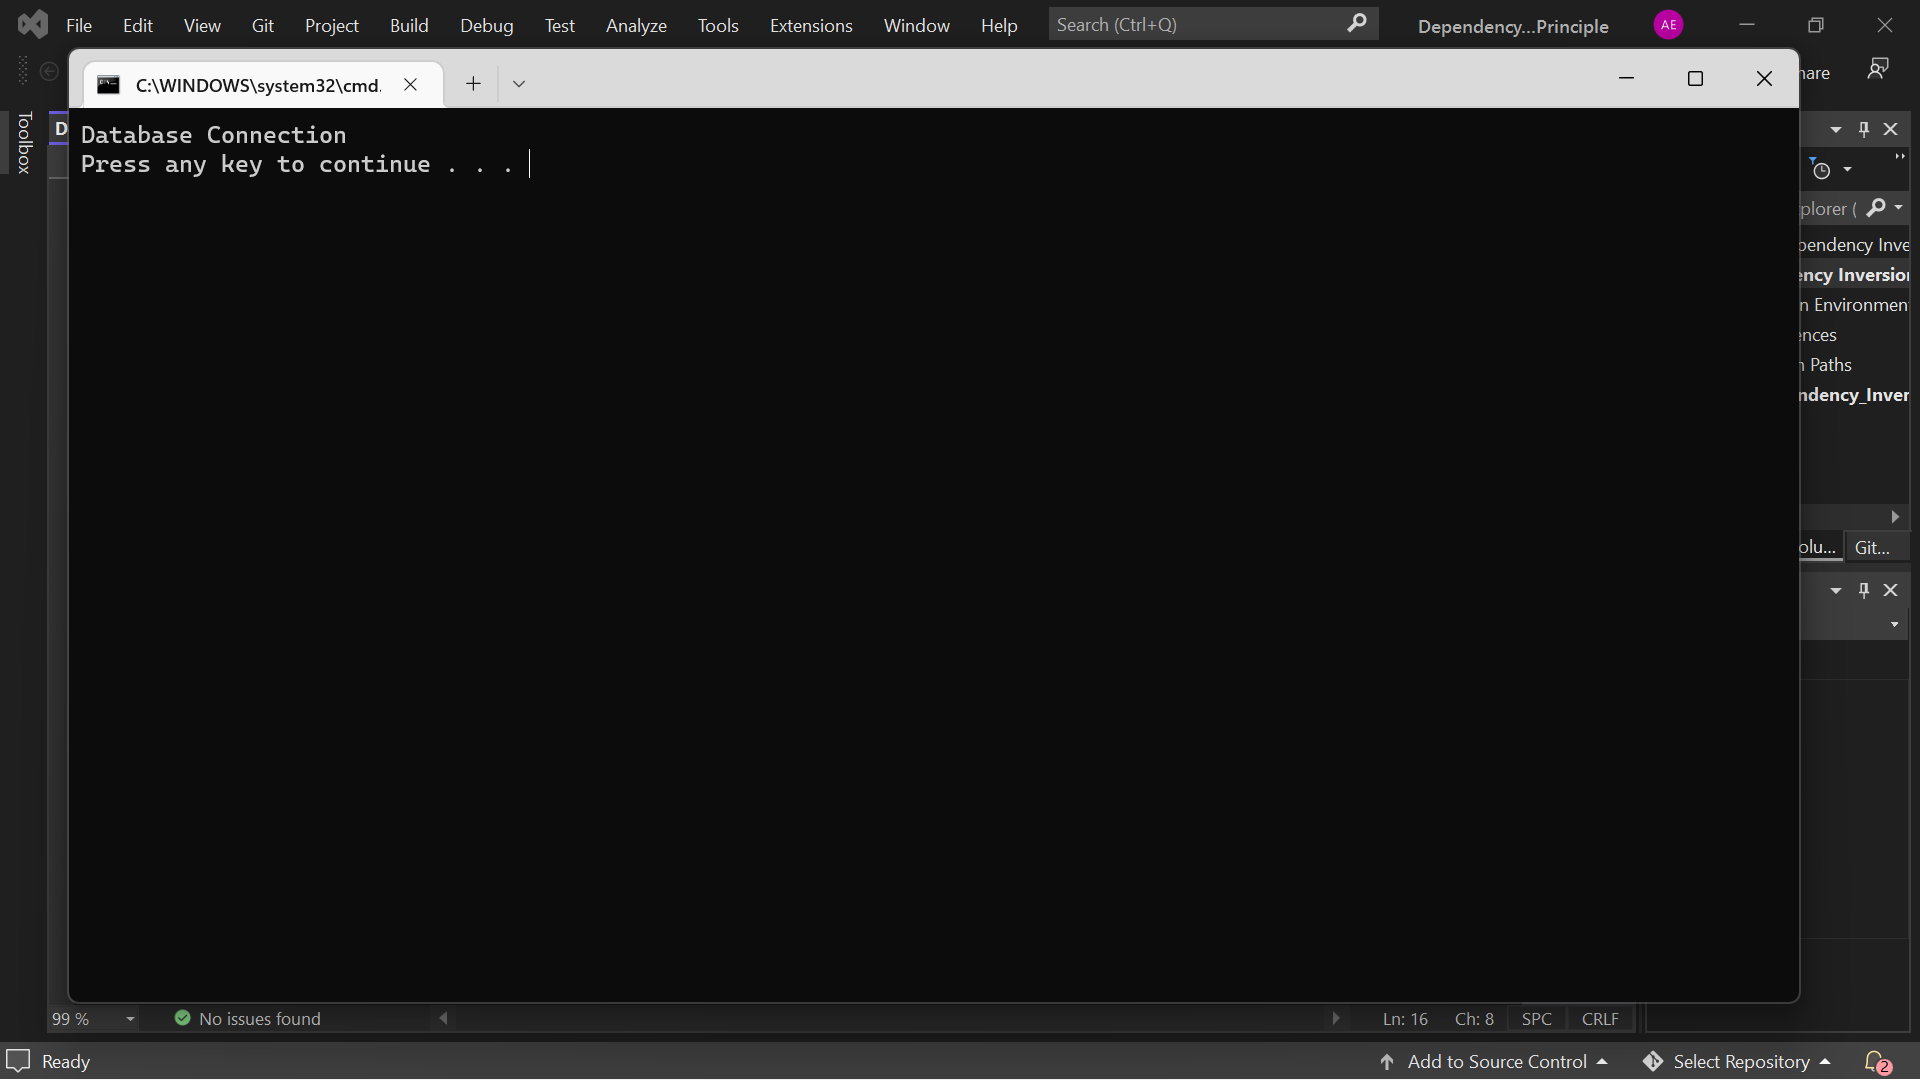 File Edit View Git Project Build Debug Test Analyze Tools Extensions Window Help Search (Ctrl+Q) Dependency...Principle AE
C:\WINDOWS\system32\cmd.
Toolbox
D
Database Connection
Press any key to continue . . .
hare
plorer (
pendency Inve
ency Inversion
n Environmen
ences
n Paths
ndency_Inver
olu... Git...
99 % No issues found Ln: 16 Ch: 8 SPC CRLF
Ready Add to Source Control Select Repository 2